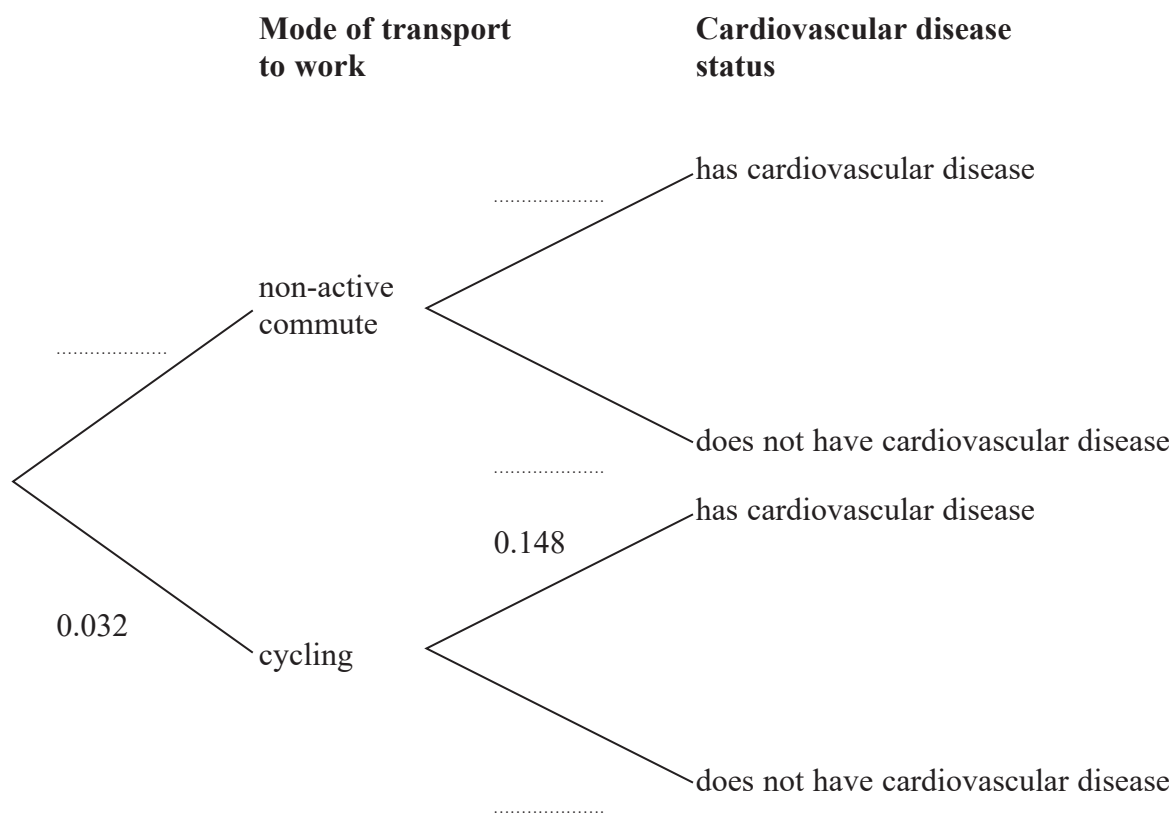 Mode of transport
to work
Cardiovascular disease
status
has cardiovascular disease
....................
non-active
commute
....................
does not have cardiovascular disease
....................
has cardiovascular disease
0.148
0.032
cycling
does not have cardiovascular disease
....................